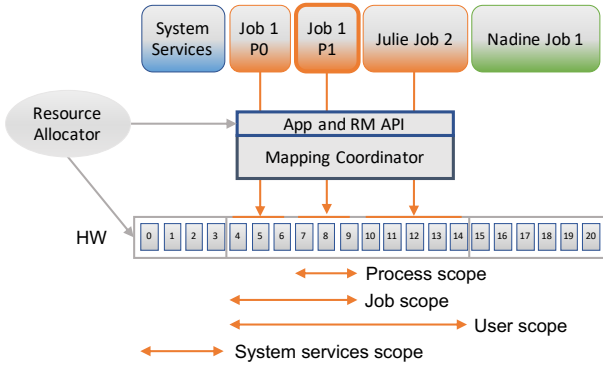 System
Services
Job 1
P0
Job 1
P1
Julie Job 2
Nadine Job 1
Resource
Allocator
App and RM API
Mapping Coordinator
HW
0 1 2 3 4 5 6 7 8 9 10 11 12 13 14 15 16 17 18 19 20
Process scope
Job scope
User scope
System services scope